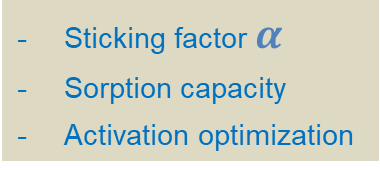 - Sticking factor α
- Sorption capacity
- Activation optimization